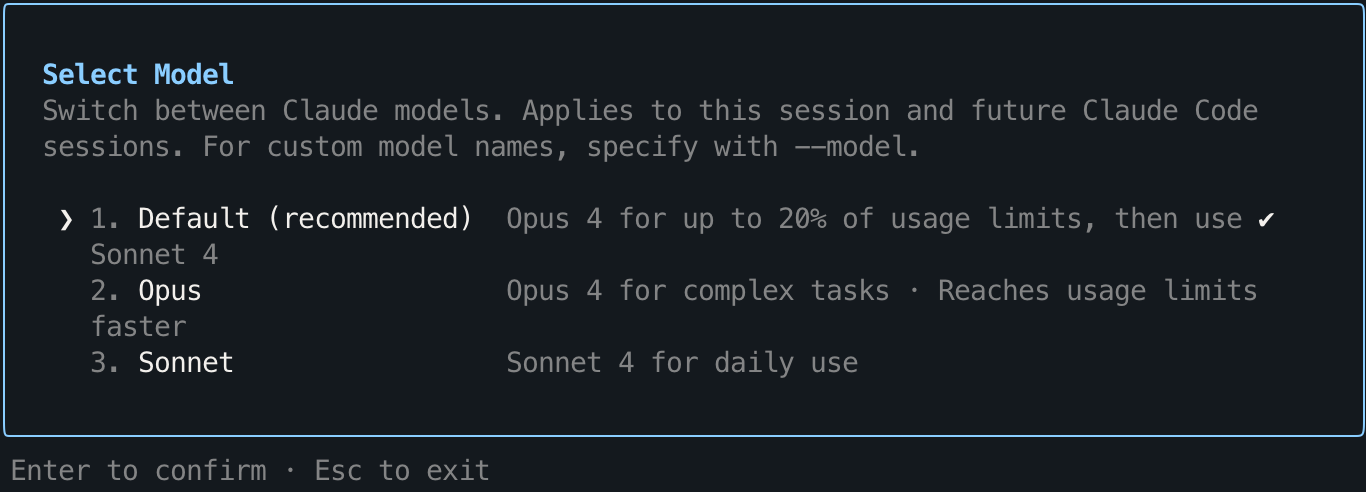 Select Model
Switch between Claude models. Applies to this session and future Claude Code
sessions. For custom model names, specify with --model.
❯ 1. Default (recommended)  Opus 4 for up to 20% of usage limits, then use ✔
Sonnet 4
2. Opus  Opus 4 for complex tasks · Reaches usage limits
faster
3. Sonnet  Sonnet 4 for daily use
Enter to confirm · Esc to exit